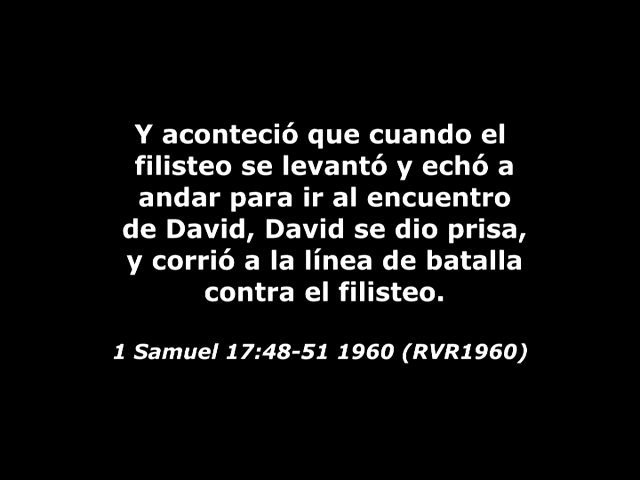 Y aconteció que cuando el
filisteo se levantó y echó a
andar para ir al encuentro
de David, David se dio prisa,
y corrió a la línea de batalla
contra el filisteo.
1 Samuel 17:48-51 1960 (RVR1960)